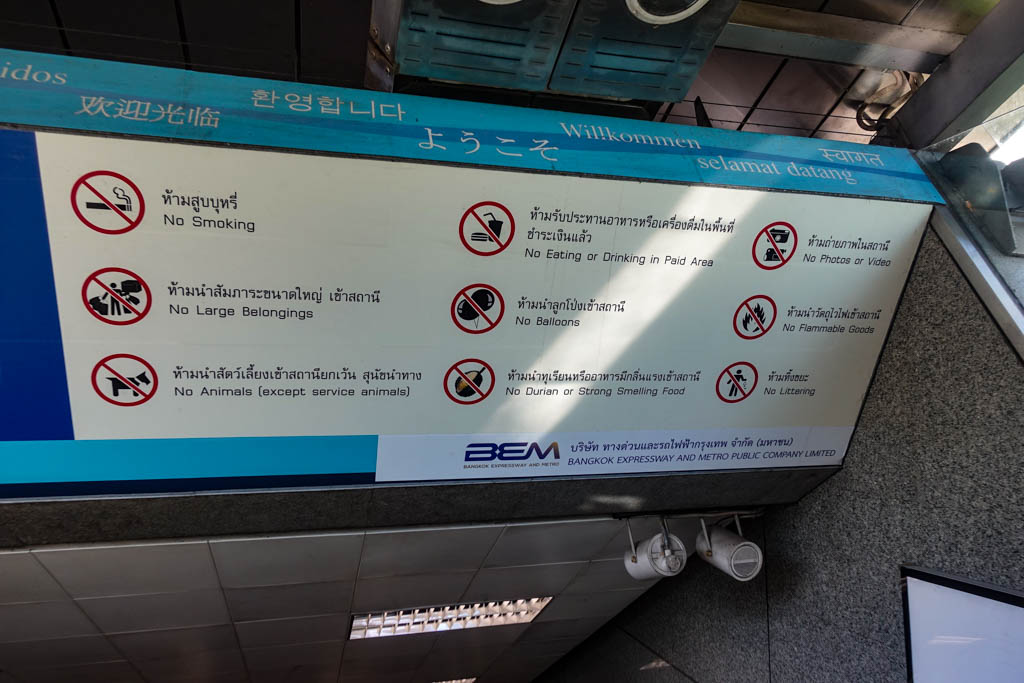 idos
欢迎光临
환영합니다
ようこそ
Willkommen
selamat datang
स्वागत
ห้ามสูบบุหรี่
No Smoking
ห้ามนำสัมภาระขนาดใหญ่ เข้าสถานี
No Large Belongings
ห้ามนำสัตว์เลี้ยงเข้าสถานียกเว้น สุนัขนำทาง
No Animals (except service animals)
ห้ามรับประทานอาหารหรือเครื่องดื่มในพื้นที่
ชำระเงินแล้ว
No Eating or Drinking in Paid Area
ห้ามนำลูกโป่งเข้าสถานี
No Balloons
ห้ามนำทุเรียนหรืออาหารมีกลิ่นแรงเข้าสถานี
No Durian or Strong Smelling Food
ห้ามถ่ายภาพในสถานี
No Photos or Video
ห้ามนำวัตถุไวไฟเข้าสถานี
No Flammable Goods
ห้ามทิ้งขยะ
No Littering
BEM
BANGKOK EXPRESSWAY AND METRO
บริษัท ทางด่วนและรถไฟฟ้ากรุงเทพ จำกัด (มหาชน)
BANGKOK EXPRESSWAY AND METRO PUBLIC COMPANY LIMITED